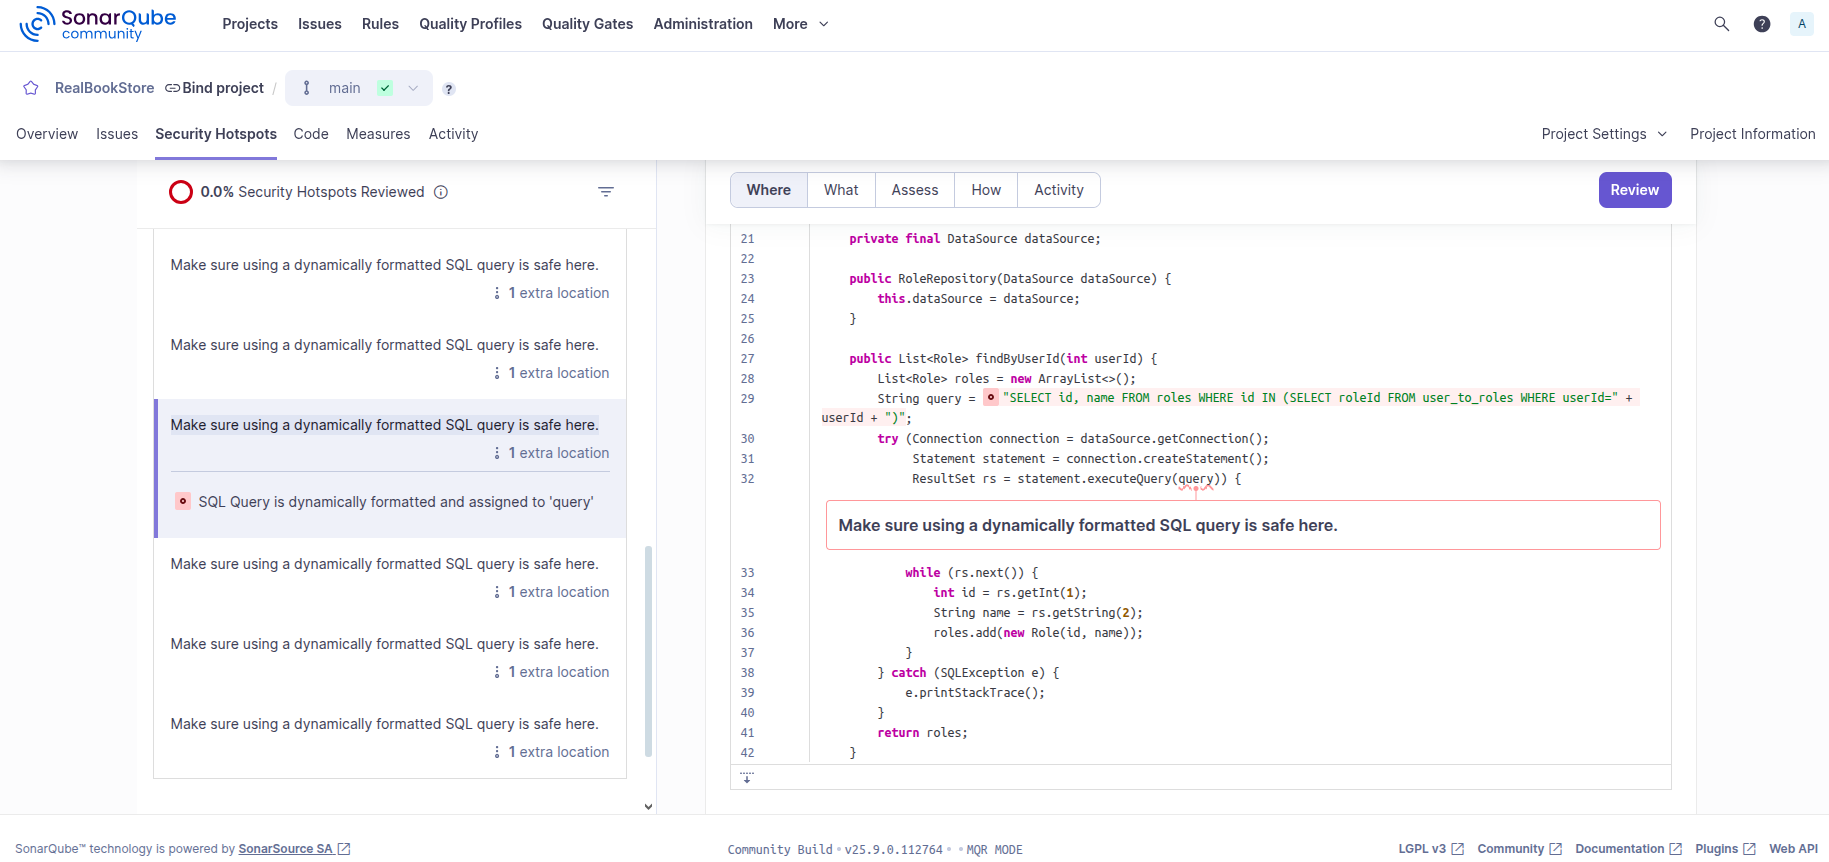 SonarQube community
Projects Issues Rules Quality Profiles Quality Gates Administration More
? A
RealBookStore Bind project / main ?
Overview Issues Security Hotspots Code Measures Activity
Project Settings Project Information
0.0% Security Hotspots Reviewed
Make sure using a dynamically formatted SQL query is safe here.
1 extra location
Make sure using a dynamically formatted SQL query is safe here.
1 extra location
Make sure using a dynamically formatted SQL query is safe here.
1 extra location
SQL Query is dynamically formatted and assigned to 'query'
Make sure using a dynamically formatted SQL query is safe here.
1 extra location
Make sure using a dynamically formatted SQL query is safe here.
1 extra location
Make sure using a dynamically formatted SQL query is safe here.
1 extra location
Where What Assess How Activity Review
21 private final DataSource dataSource;
22
23 public RoleRepository(DataSource dataSource) {
24 this.dataSource = dataSource;
25 }
26
27 public List<Role> findByUserId(int userId) {
28 List<Role> roles = new ArrayList<>();
29 String query = "SELECT id, name FROM roles WHERE id IN (SELECT roleId FROM user_to_roles WHERE userId=" +
userId + ")";
30 try (Connection connection = dataSource.getConnection();
31 Statement statement = connection.createStatement();
32 ResultSet rs = statement.executeQuery(query)) {
Make sure using a dynamically formatted SQL query is safe here.
33 while (rs.next()) {
34 int id = rs.getInt(1);
35 String name = rs.getString(2);
36 roles.add(new Role(id, name));
37 }
38 } catch (SQLException e) {
39 e.printStackTrace();
40 }
41 return roles;
42 }
SonarQube™ technology is powered by SonarSource SA
Community Build • v25.9.0.112764 • • MQR MODE
LGPL v3 Community Documentation Plugins Web API